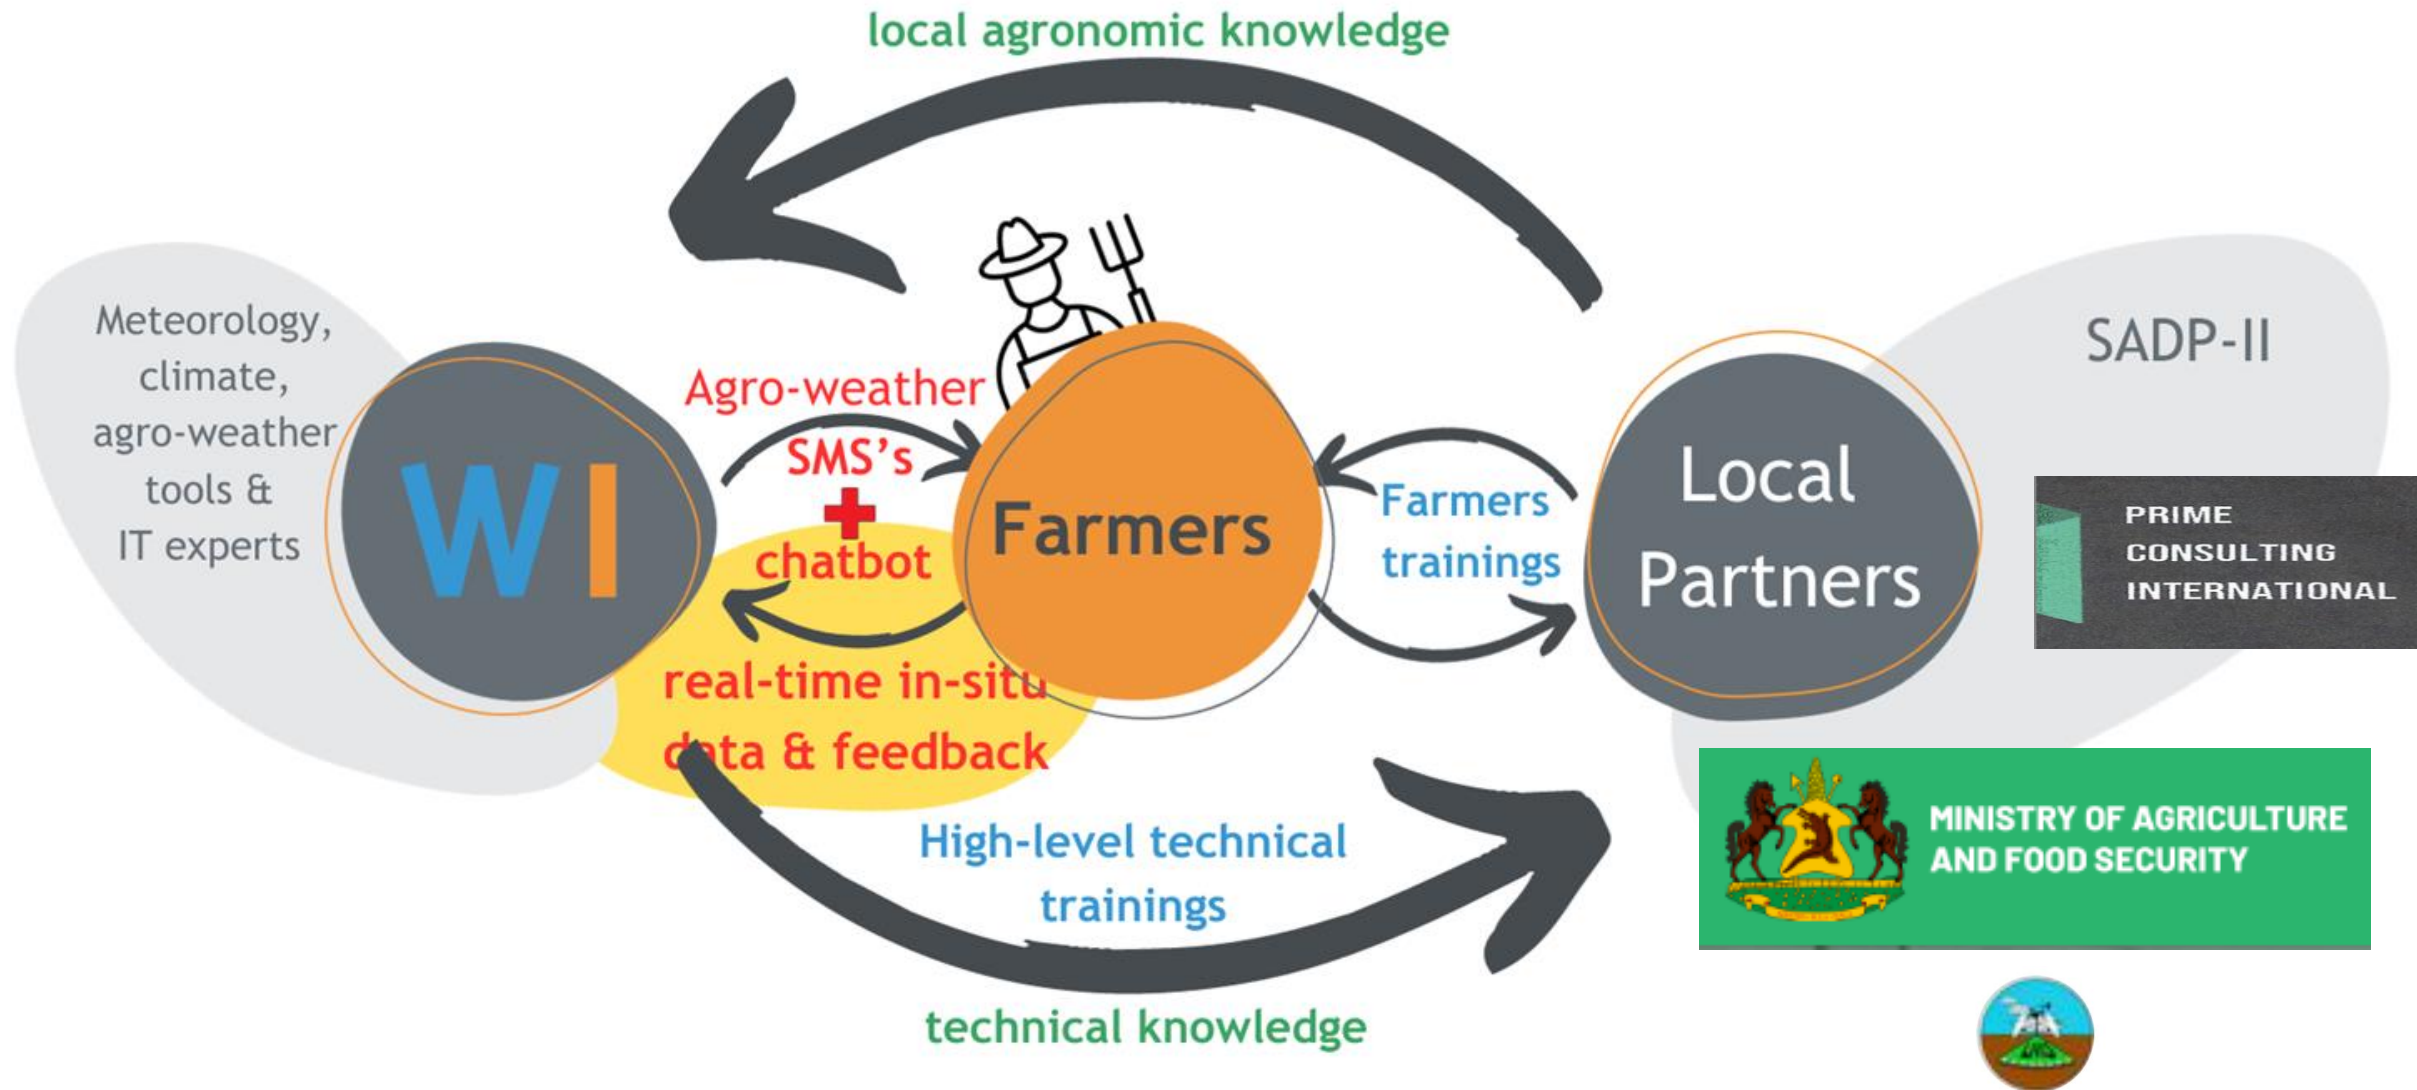 local agronomic knowledge
Meteorology,
climate,
agro-weather
tools &
IT experts
WI
Agro-weather
SMS's
chatbot
real-time in-situ
data & feedback
Farmers
Farmers
trainings
Local
Partners
SADP-II
PRIME
CONSULTING
INTERNATIONAL
MINISTRY OF AGRICULTURE
AND FOOD SECURITY
High-level technical
trainings
technical knowledge